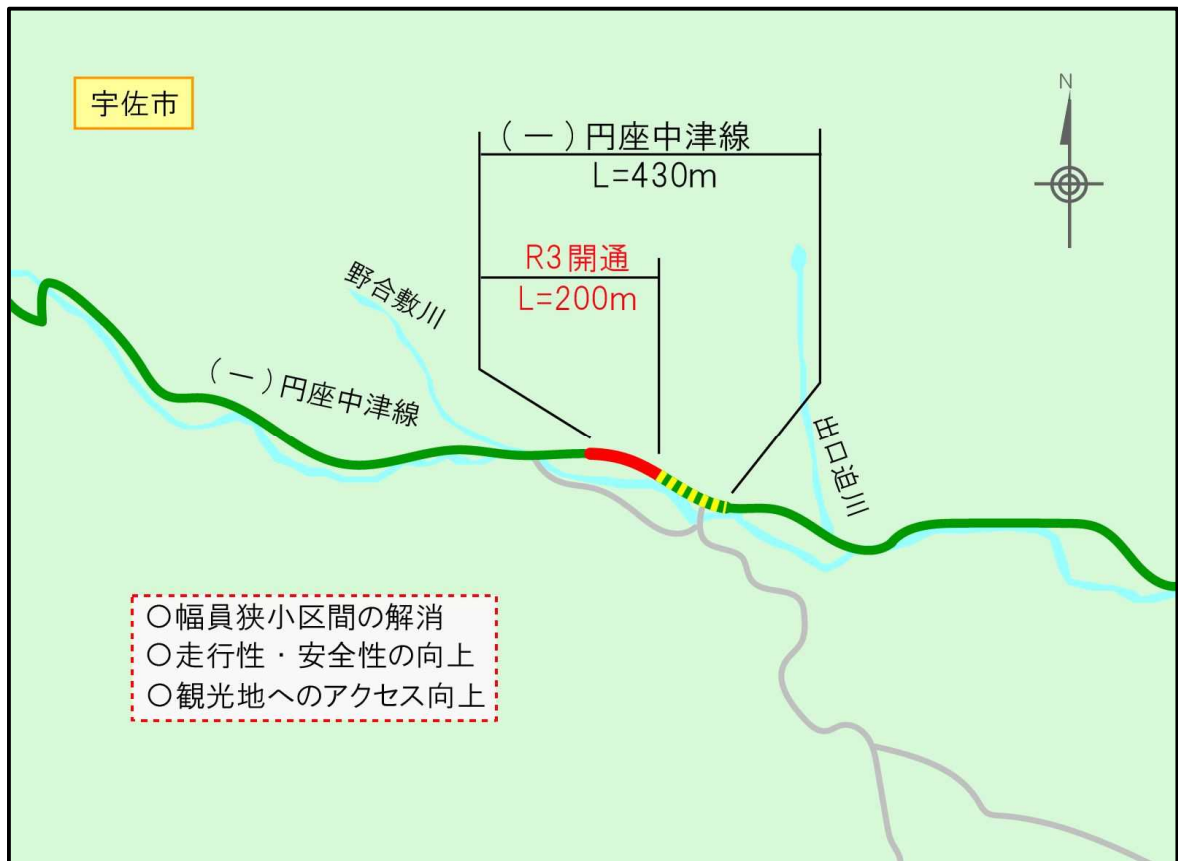 宇佐市
N
(一)円座中津線
L=430m
R3開通
L=200m
野合敷川
(一)円座中津線
出口迫川
○幅員狭小区間の解消
○走行性・安全性の向上
○観光地へのアクセス向上